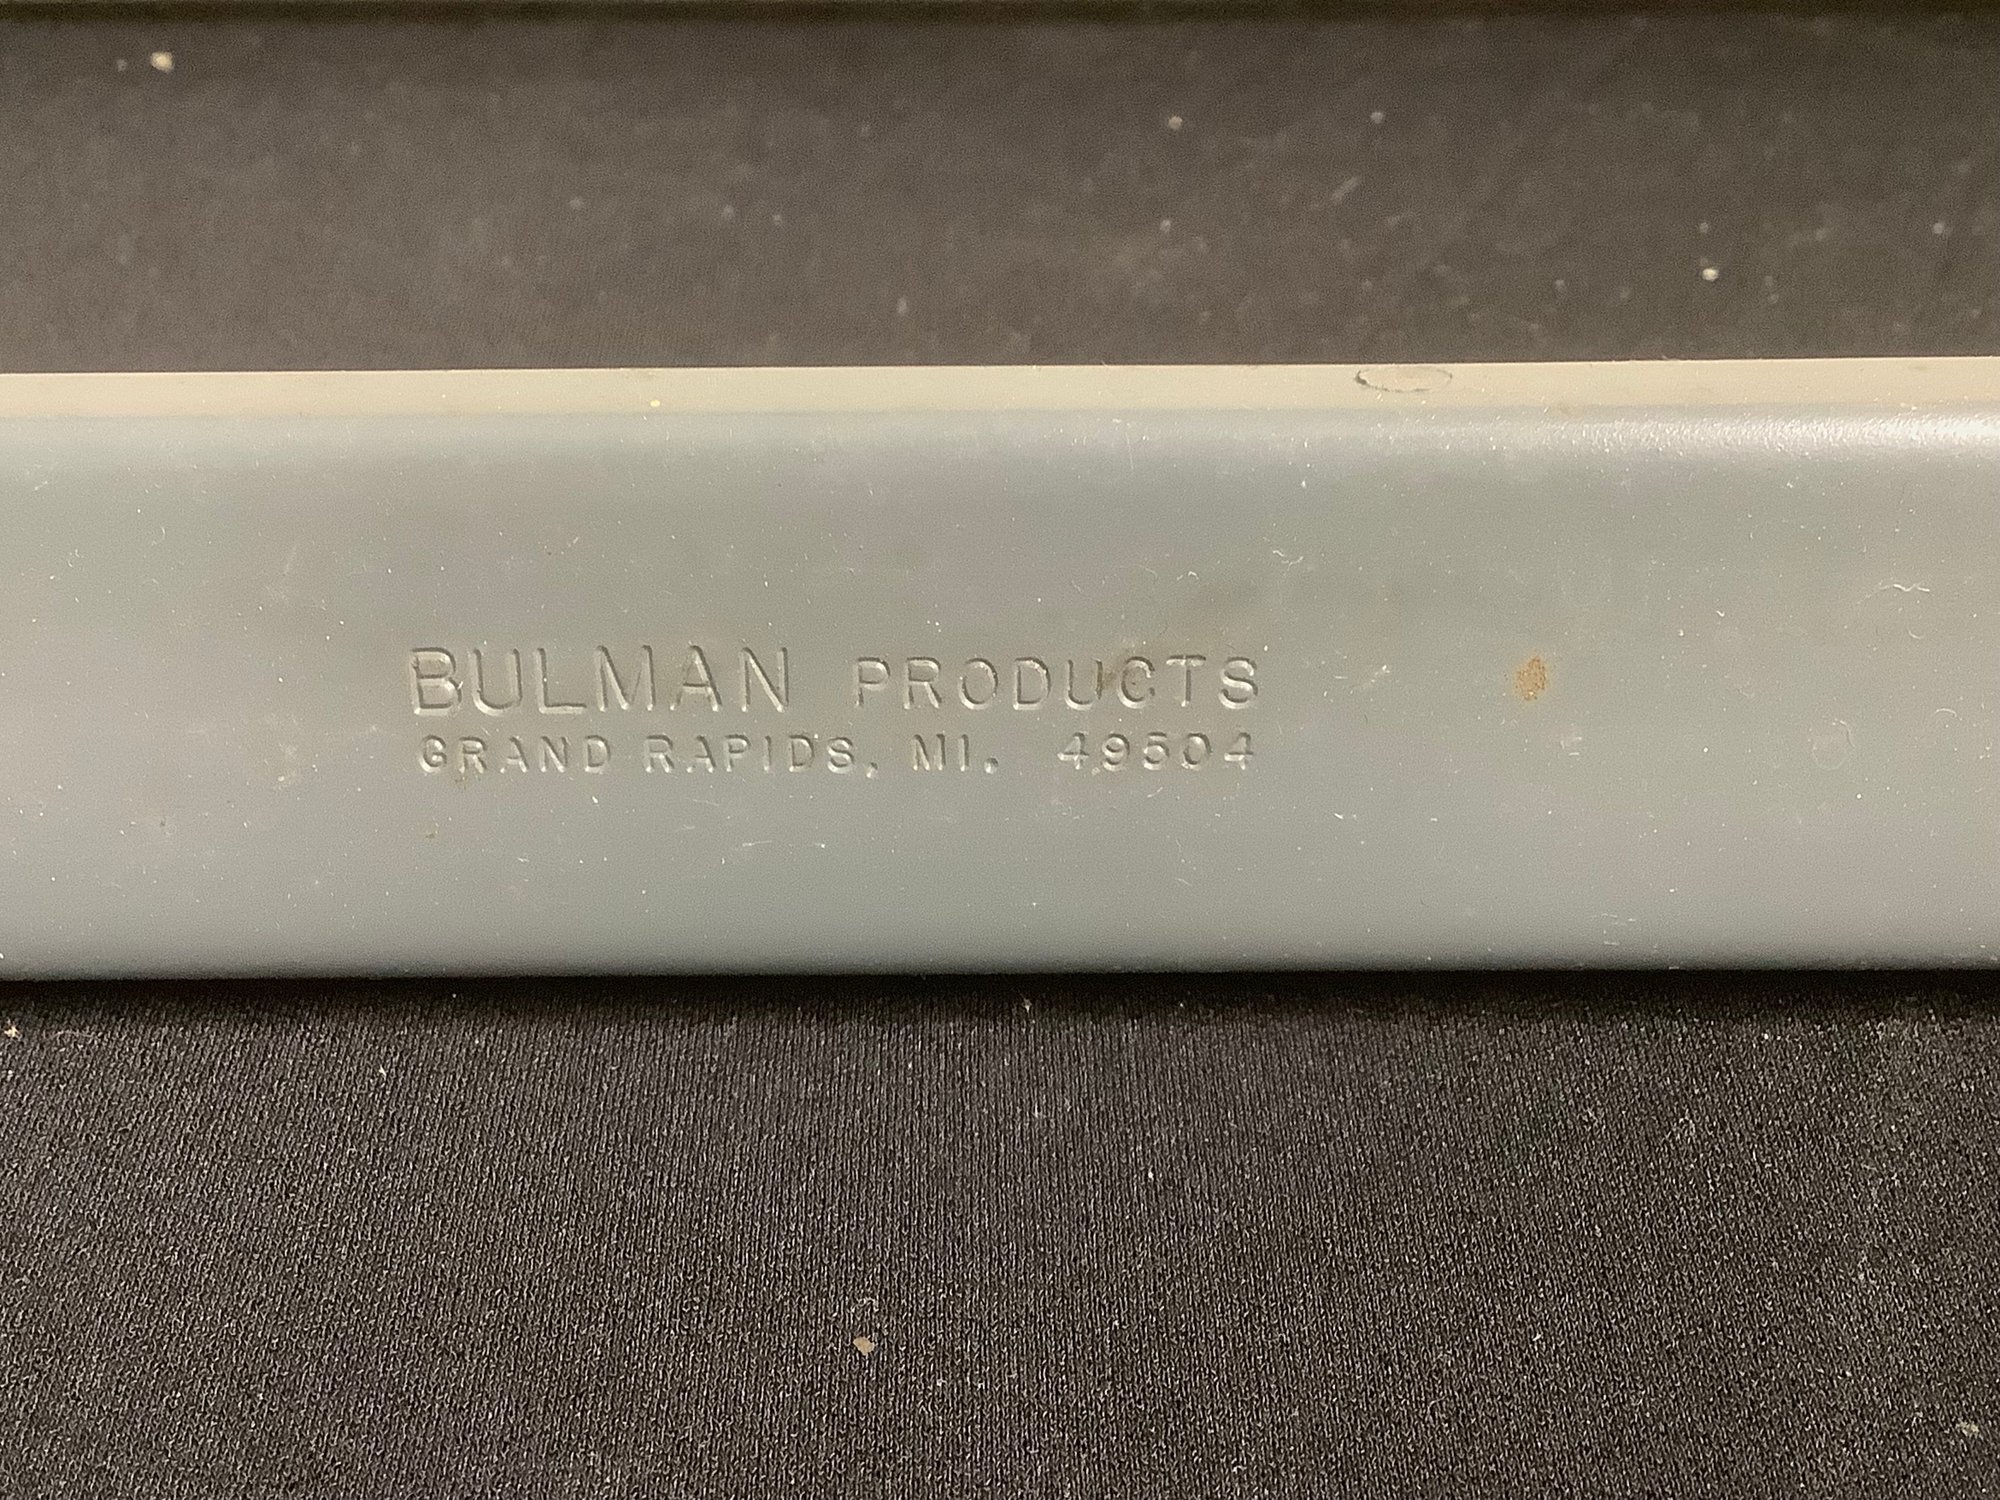 BULMAN PRODUCTS
GRAND RAPIDS, MI. 49504